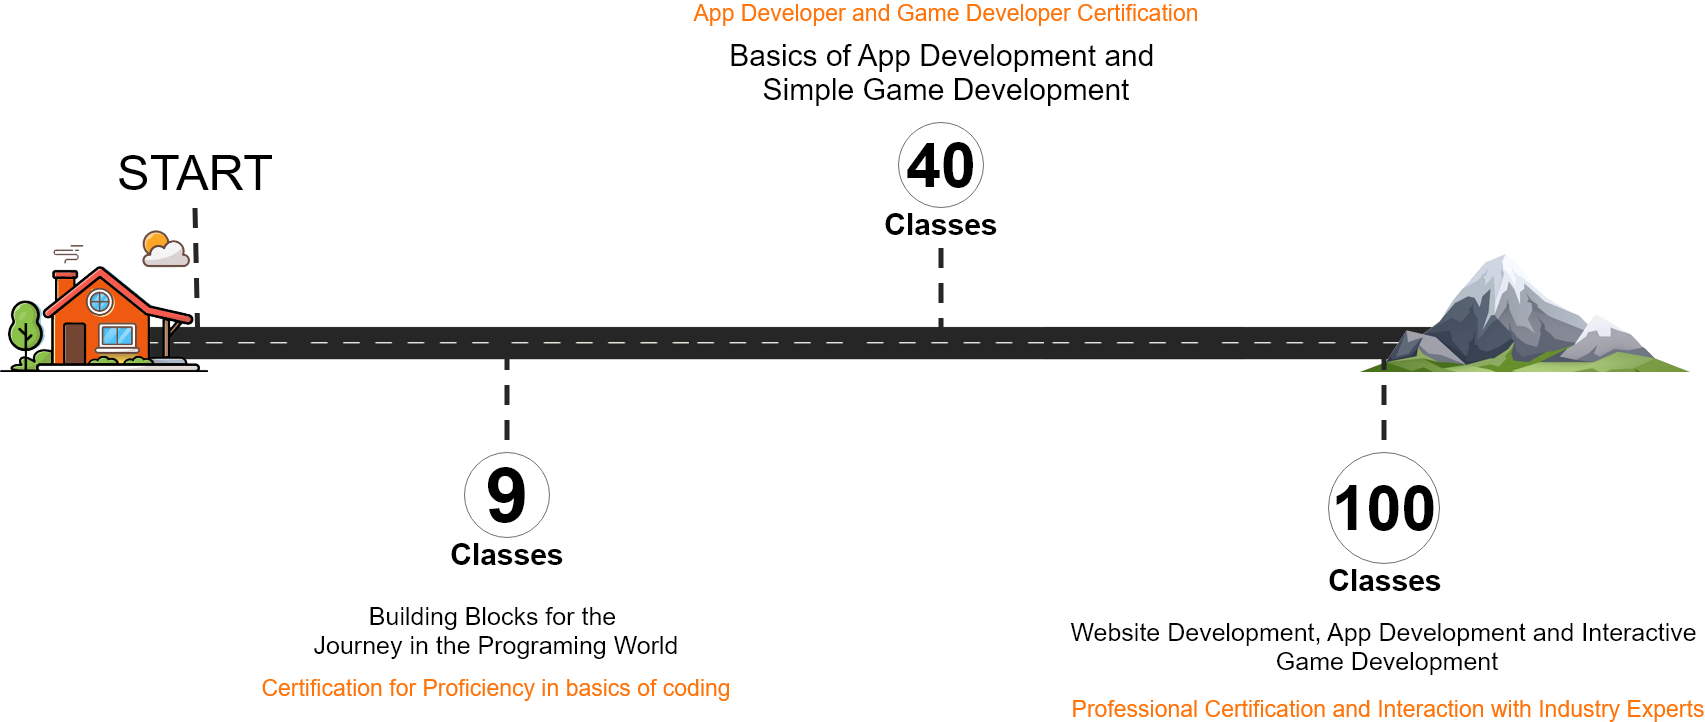 App Developer and Game Developer Certification
Basics of App Development and
Simple Game Development
40
Classes
START
9
Classes
Building Blocks for the
Journey in the Programing World
Certification for Proficiency in basics of coding
100
Classes
Website Development, App Development and Interactive
Game Development
Professional Certification and Interaction with Industry Experts